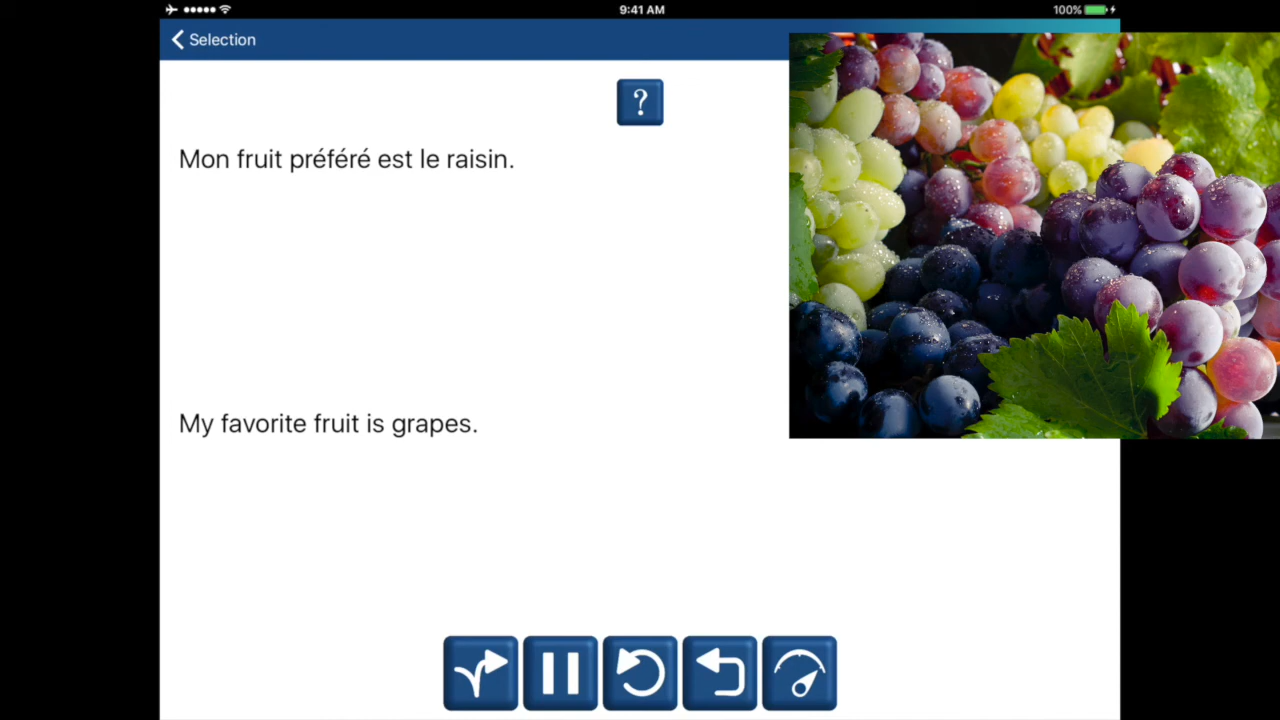 9:41 AM
100%
Selection
?
Mon fruit préféré est le raisin.
My favorite fruit is grapes.